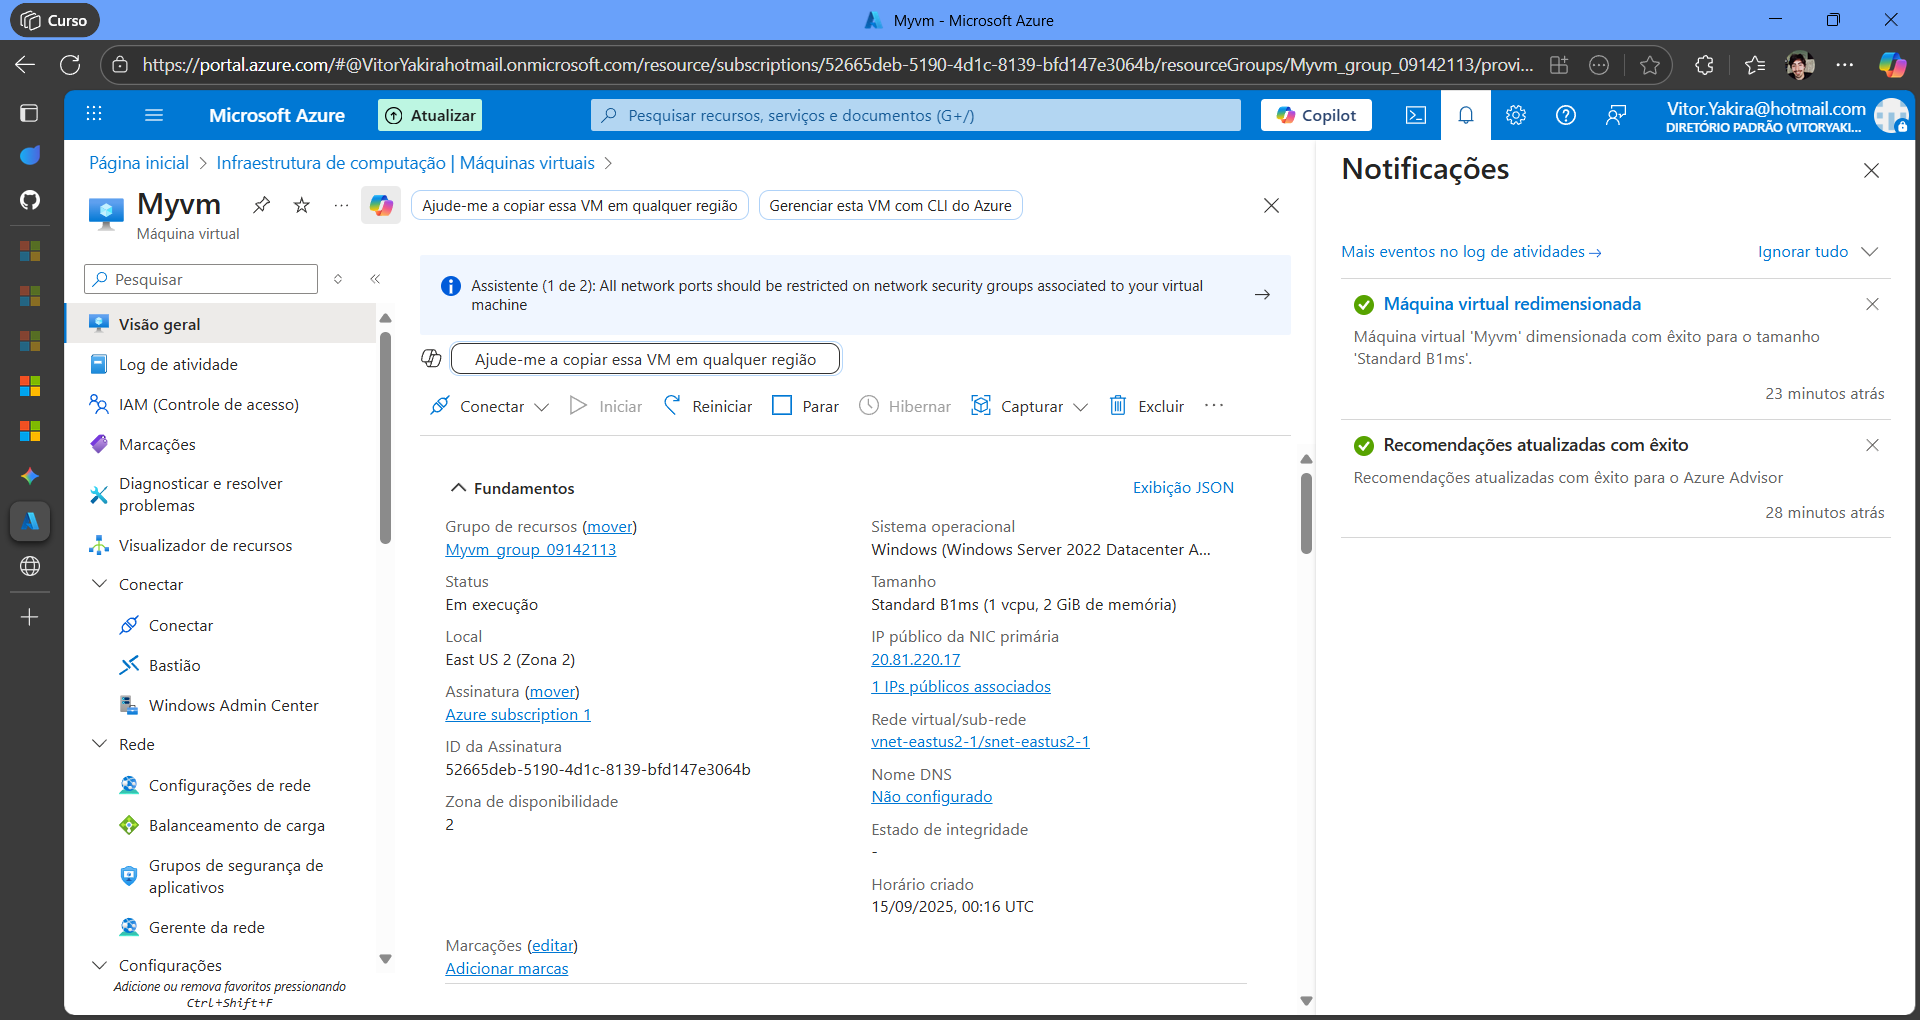 Curso
Myvm - Microsoft Azure
https://portal.azure.com/#@VitorYakirahotmail.onmicrosoft.com/resource/subscriptions/52665deb-5190-4d1c-8139-bfd147e3064b/resourceGroups/Myvm_group_09142113/provi...
Microsoft Azure
Atualizar
Pesquisar recursos, serviços e documentos (G+/)
Copilot
Vitor.Yakira@hotmail.com
DIRETÓRIO PADRÃO (VITORYAKI...
Página inicial > Infraestrutura de computação | Máquinas virtuais >
Myvm
Máquina virtual
Ajude-me a copiar essa VM em qualquer região
Gerenciar esta VM com CLI do Azure
Pesquisar
Visão geral
Log de atividade
IAM (Controle de acesso)
Marcações
Diagnosticar e resolver
problemas
Visualizador de recursos
Conectar
Conectar
Bastião
Windows Admin Center
Rede
Configurações de rede
Balanceamento de carga
Grupos de segurança de
aplicativos
Gerente da rede
Configurações
Adicione ou remova favoritos pressionando
Ctrl+Shift+F
Assistente (1 de 2): All network ports should be restricted on network security groups associated to your virtual
machine
Ajude-me a copiar essa VM em qualquer região
Conectar
Iniciar
Reiniciar
Parar
Hibernar
Capturar
Excluir
Fundamentos
Exibição JSON
Grupo de recursos (mover)
Myvm_group_09142113
Status
Em execução
Local
East US 2 (Zona 2)
Assinatura (mover)
Azure subscription 1
ID da Assinatura
52665deb-5190-4d1c-8139-bfd147e3064b
Zona de disponibilidade
2
Sistema operacional
Windows (Windows Server 2022 Datacenter A...
Tamanho
Standard B1ms (1 vcpu, 2 GiB de memória)
IP público da NIC primária
20.81.220.17
1 IPs públicos associados
Rede virtual/sub-rede
vnet-eastus2-1/snet-eastus2-1
Nome DNS
Não configurado
Estado de integridade
-
Horário criado
15/09/2025, 00:16 UTC
Marcações (editar)
Adicionar marcas
Notificações
Mais eventos no log de atividades →
Ignorar tudo
Máquina virtual redimensionada
Máquina virtual 'Myvm' dimensionada com êxito para o tamanho
'Standard B1ms'.
23 minutos atrás
Recomendações atualizadas com êxito
Recomendações atualizadas com êxito para o Azure Advisor
28 minutos atrás